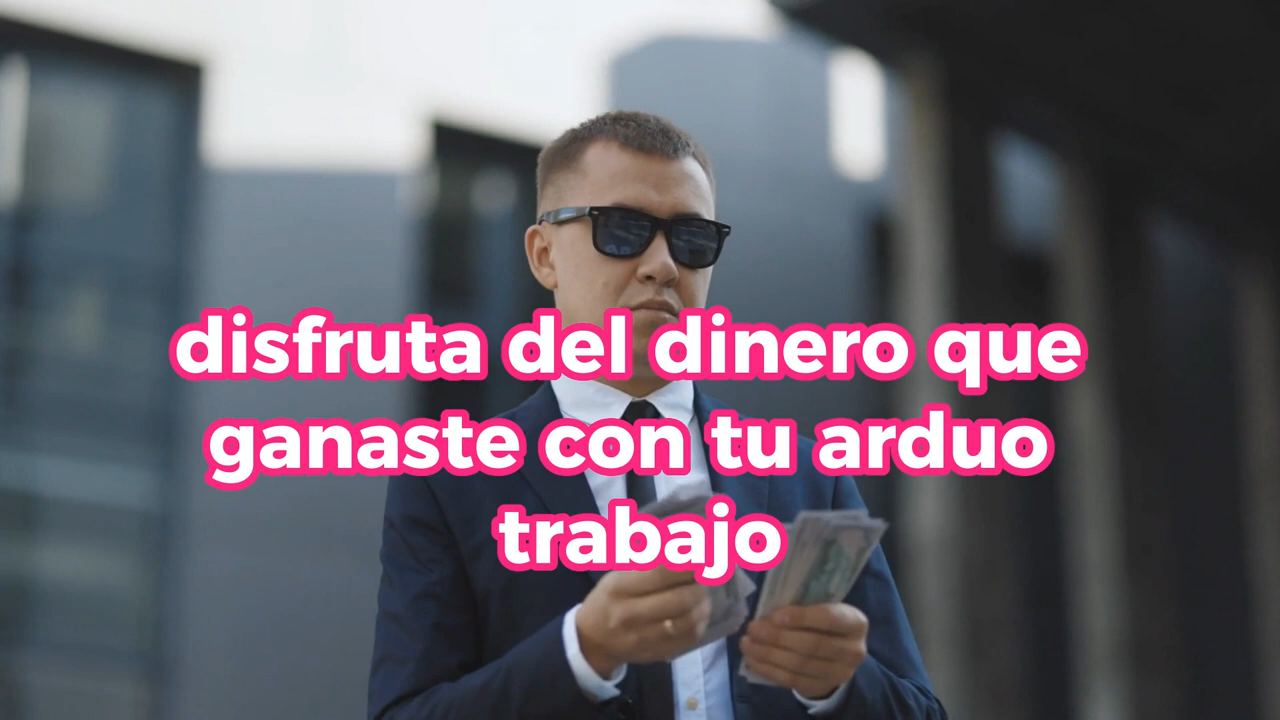 disfruta del dinero que
ganaste con tu arduo
trabajo